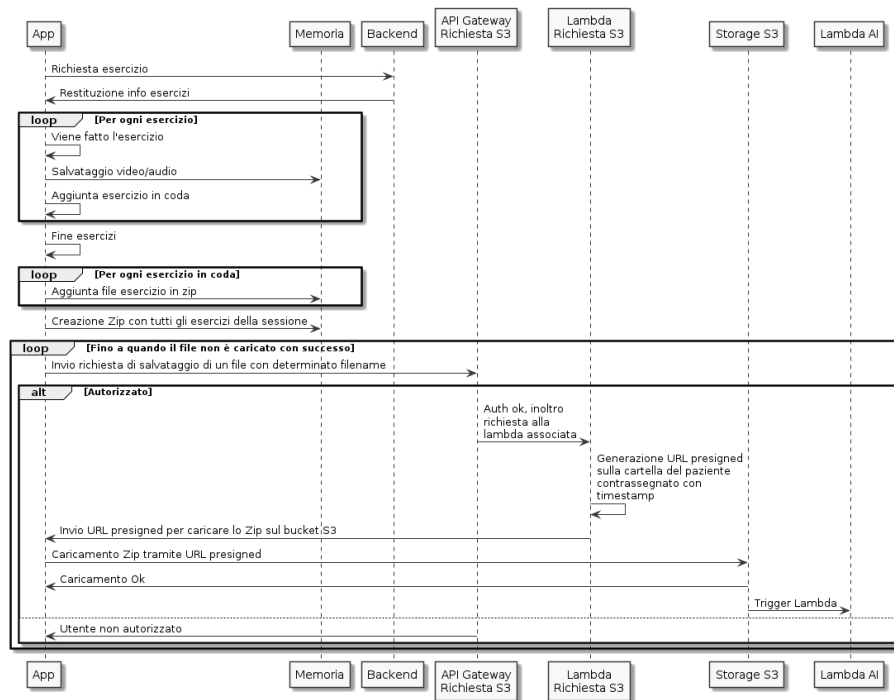 App
Memoria
Backend
API Gateway
Richiesta S3
Lambda
Richiesta S3
Storage S3
Lambda AI
Richiesta esercizio
Restituzione info esercizi
loop [Per ogni esercizio]
Viene fatto l'esercizio
Salvataggio video/audio
Aggiunta esercizio in coda
Fine esercizi
loop [Per ogni esercizio in coda]
Aggiunta file esercizio in zip
Creazione Zip con tutti gli esercizi della sessione
loop [Fino a quando il file non è caricato con successo]
Invio richiesta di salvataggio di un file con determinato filename
alt [Autorizzato]
Auth ok, inoltro
richiesta alla
lambda associata
Generazione URL presigned
sulla cartella del paziente
contrassegnato con
timestamp
Invio URL presigned per caricare lo Zip sul bucket S3
Caricamento Zip tramite URL presigned
Caricamento Ok
Trigger Lambda
Utente non autorizzato
App
Memoria
Backend
API Gateway
Richiesta S3
Lambda
Richiesta S3
Storage S3
Lambda AI